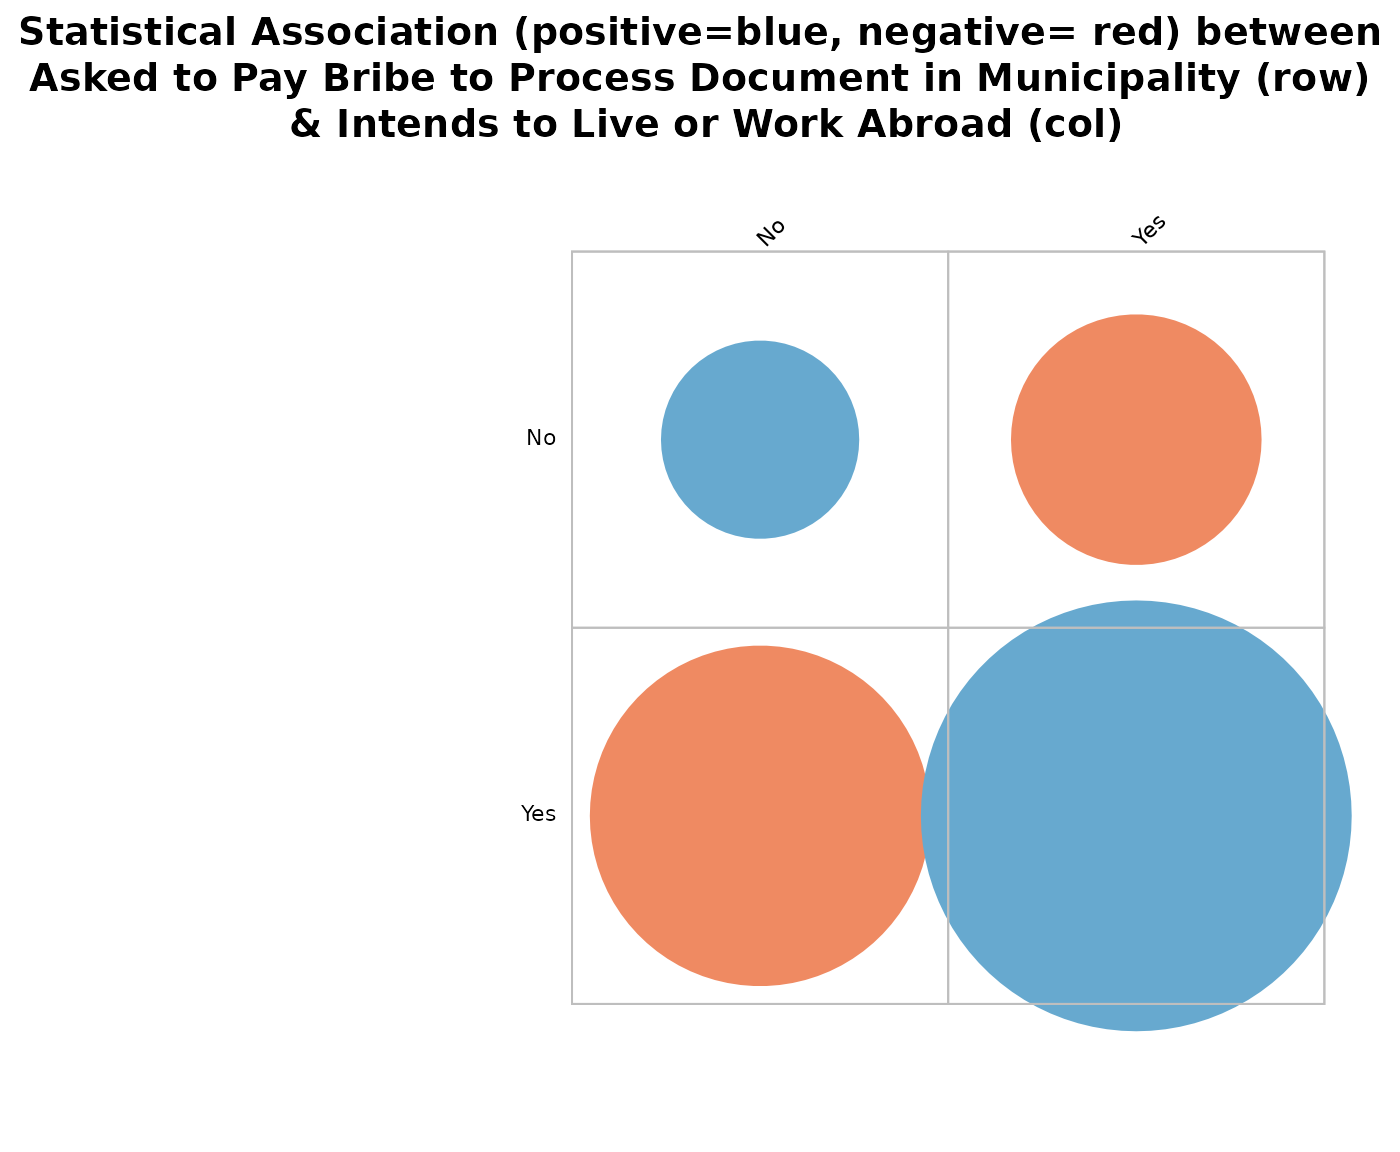 Statistical Association (positive=blue, negative= red) between
Asked to Pay Bribe to Process Document in Municipality (row)
& Intends to Live or Work Abroad (col)
No
Yes
No
Yes